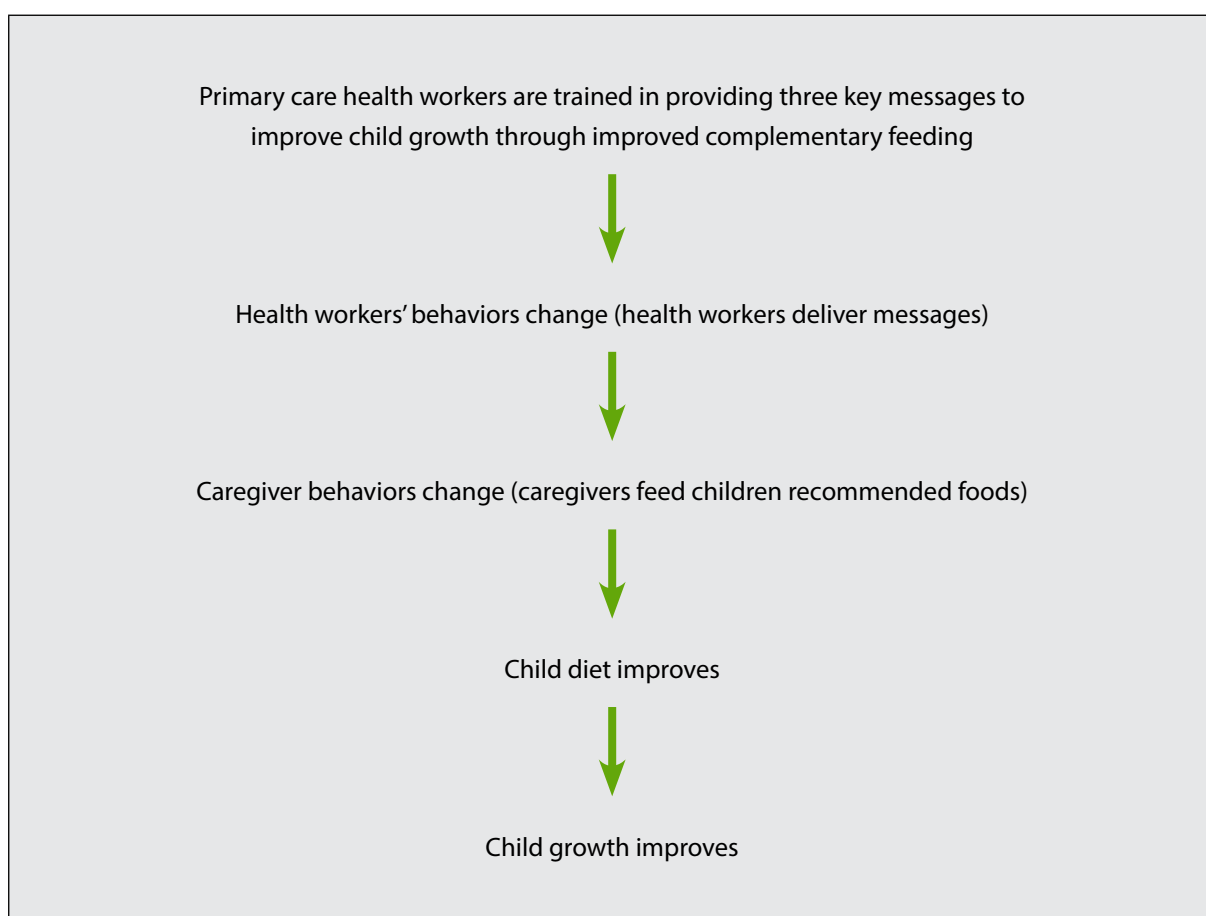 Primary care health workers are trained in providing three key messages to
improve child growth through improved complementary feeding
Health workers’ behaviors change (health workers deliver messages)
Caregiver behaviors change (caregivers feed children recommended foods)
Child diet improves
Child growth improves